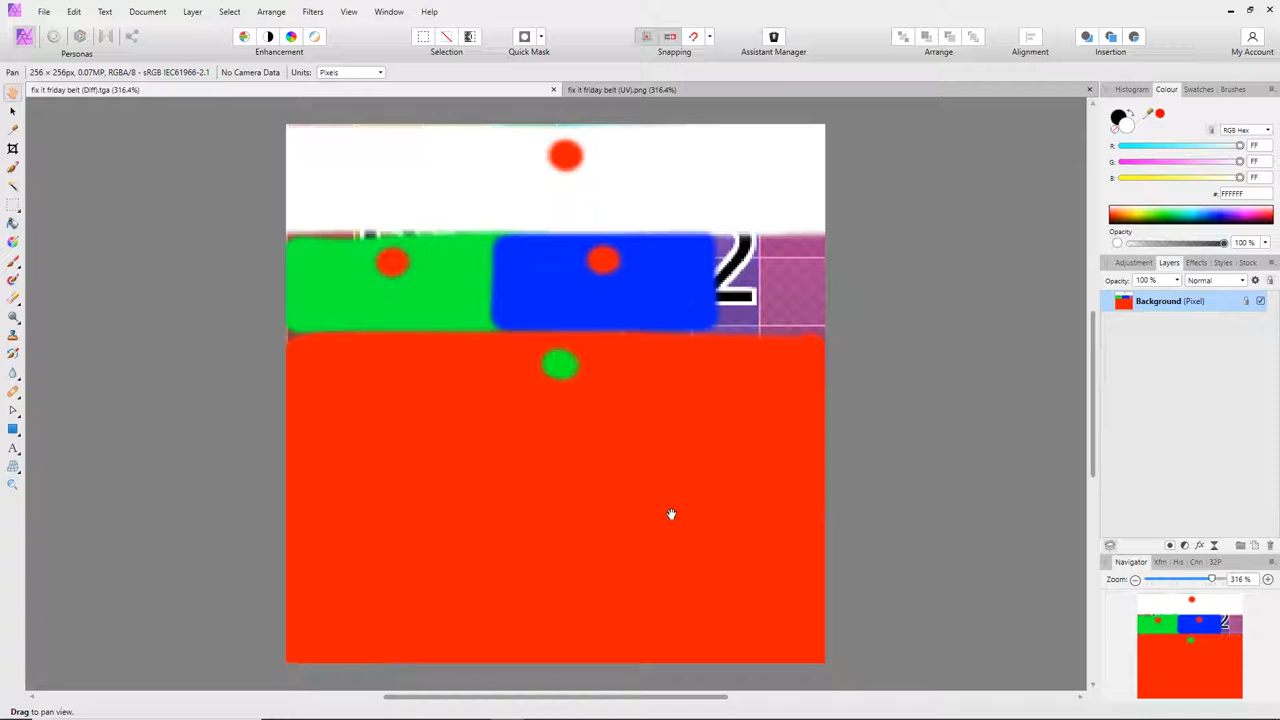 File Edit Text Document Layer Select Arrange Filters View Window Help
Personas Enhancement Selection Quick Mask Snapping Assistant Manager Arrange Alignment Insertion My Account
Pan 256 × 256px, 0.07MP, RGBA/8 - sRGB IEC61966-2.1 No Camera Data Units: Pixels
fix it friday belt (Diff).tga (316.4%) fix it friday belt (UV).png (316.4%)
Histogram Colour Swatches Brushes
RGB Hex
R: FF
G: FF
B: FF
#: FFFFFF
Opacity
100 %
Adjustment Layers Effects Styles Stock
Opacity: 100 % Normal
Background (Pixel)
2
Navigator Xfm His Cnn 32P
Zoom: 316 %
2
Drag to pan view.